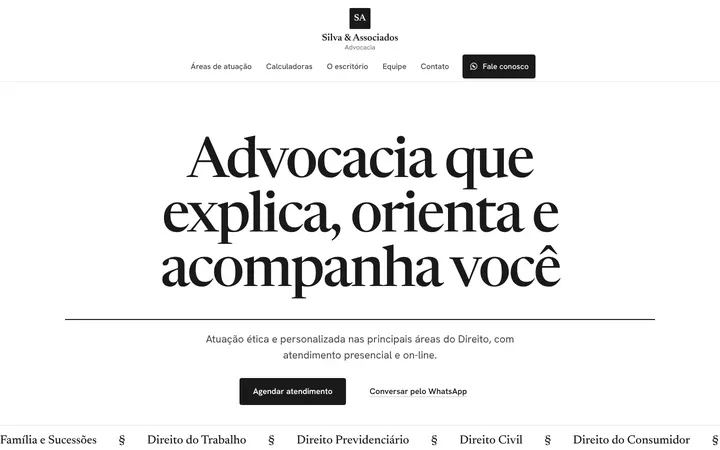 SA
Silva & Associados
Advocacia
Áreas de atuação Calculadoras O escritório Equipe Contato Fale conosco
Advocacia que
explica, orienta e
acompanha você
Atuação ética e personalizada nas principais áreas do Direito, com
atendimento presencial e on-line.
Agendar atendimento Conversar pelo WhatsApp
Família e Sucessões § Direito do Trabalho § Direito Previdenciário § Direito Civil § Direito do Consumidor §